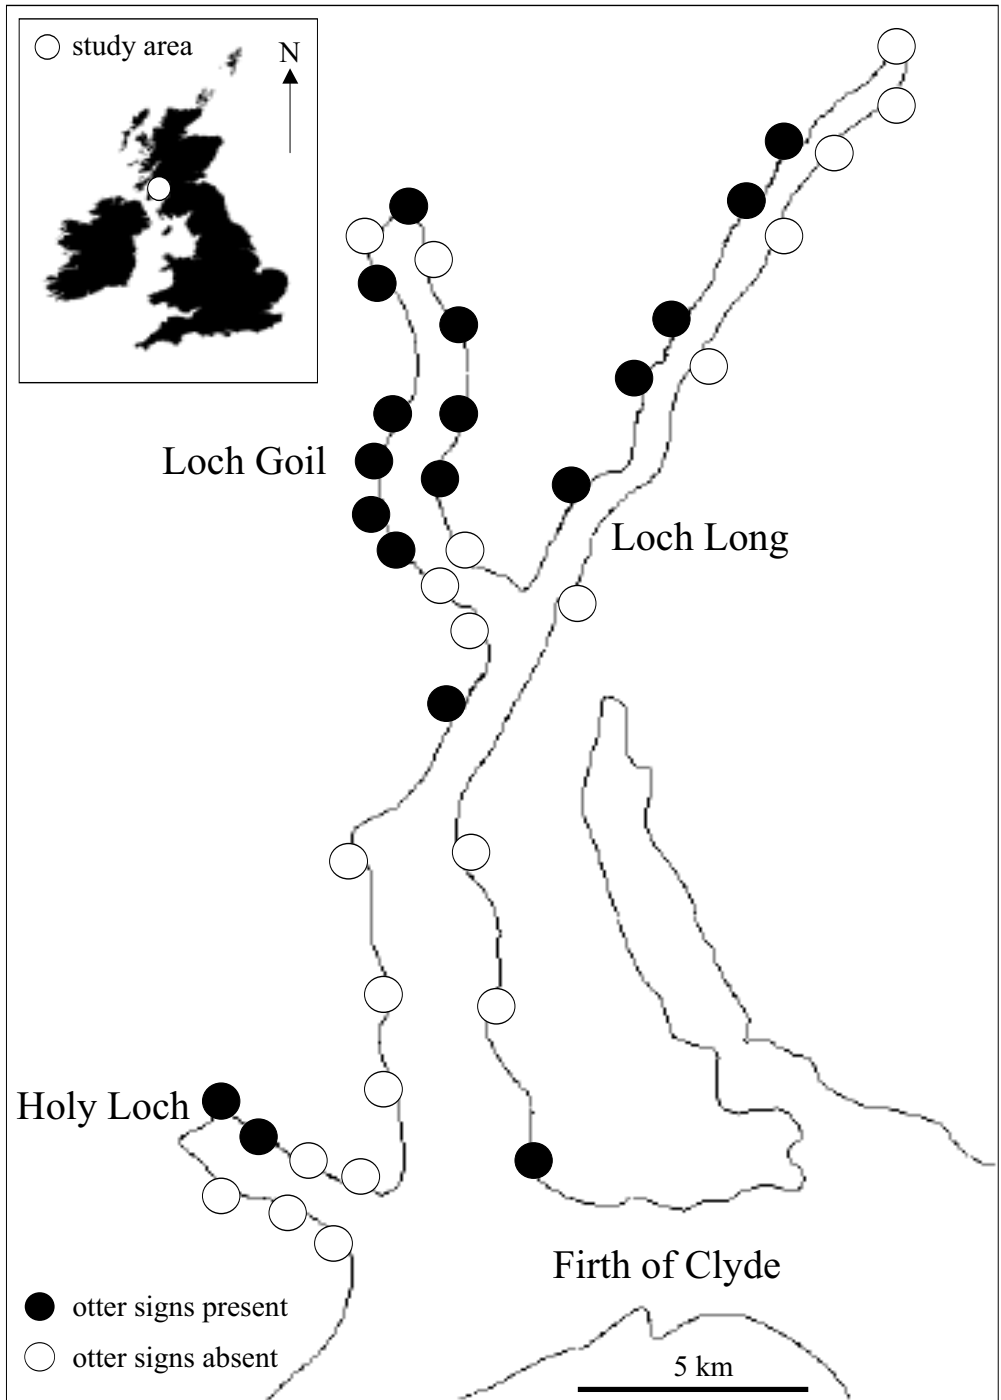 study area
N
Loch Goil
Loch Long
Holy Loch
Firth of Clyde
otter signs present
otter signs absent
5 km